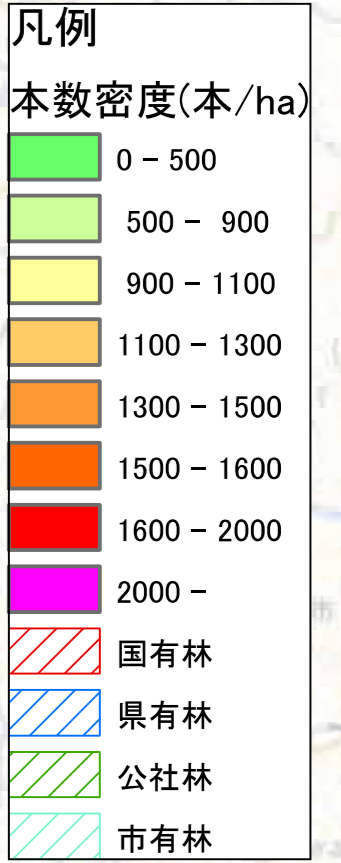 凡例
本数密度(本/ha)
0 − 500
500 − 900
900 − 1100
1100 − 1300
1300 − 1500
1500 − 1600
1600 − 2000
2000 −
国有林
県有林
公社林
市有林
市